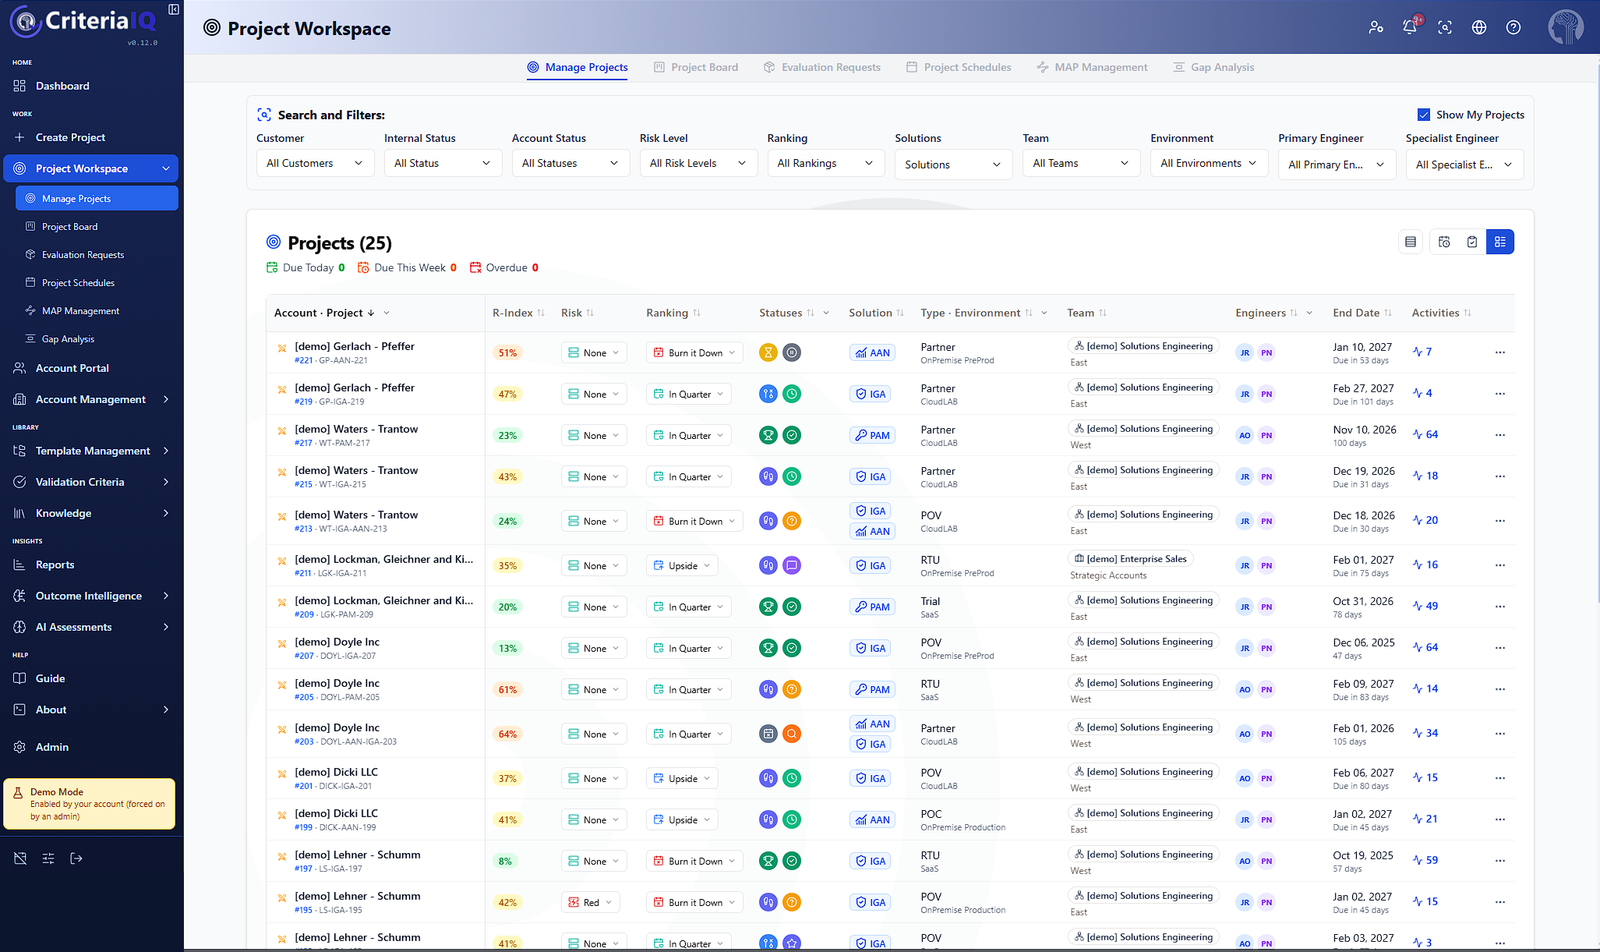 CriteriaIQ
v0.12.0
HOME
Dashboard
WORK
Create Project
Project Workspace
Manage Projects
Project Board
Evaluation Requests
Project Schedules
MAP Management
Gap Analysis
Account Portal
Account Management
LIBRARY
Template Management
Validation Criteria
Knowledge
INSIGHTS
Reports
Outcome Intelligence
AI Assessments
HELP
Guide
About
Admin
Demo Mode
Enabled by your account (forced on
by an admin)
Project Workspace
9+
Manage Projects Project Board Evaluation Requests Project Schedules MAP Management Gap Analysis
Search and Filters:
Show My Projects
Customer Internal Status Account Status Risk Level Ranking Solutions Team Environment Primary Engineer Specialist Engineer
All Customers All Status All Statuses All Risk Levels All Rankings Solutions All Teams All Environments All Primary En... All Specialist E...
Projects (25)
Due Today 0 Due This Week 0 Overdue 0
Account · Project R-Index Risk Ranking Statuses Solution Type · Environment Team Engineers End Date Activities
[demo] Gerlach - Pfeffer 51% None Burn it Down AAN Partner [demo] Solutions Engineering JR PN Jan 10, 2027 7
#221 · GP-AAN-221 OnPremise PreProd East Due in 53 days
[demo] Gerlach - Pfeffer 47% None In Quarter IGA Partner [demo] Solutions Engineering JR PN Feb 27, 2027 4
#219 · GP-IGA-219 CloudLAB East Due in 101 days
[demo] Waters - Trantow 23% None In Quarter PAM Partner [demo] Solutions Engineering AO PN Nov 10, 2026 64
#217 · WT-PAM-217 CloudLAB West 100 days
[demo] Waters - Trantow 43% None In Quarter IGA Partner [demo] Solutions Engineering JR PN Dec 19, 2026 18
#215 · WT-IGA-215 CloudLAB East Due in 31 days
[demo] Waters - Trantow 24% None Burn it Down IGA AAN POV [demo] Solutions Engineering JR PN Dec 18, 2026 20
#213 · WT-IGA-AAN-213 CloudLAB East Due in 30 days
[demo] Lockman, Gleichner and Ki... 35% None Upside IGA RTU [demo] Enterprise Sales JR PN Feb 01, 2027 16
#211 · LGK-IGA-211 OnPremise PreProd Strategic Accounts Due in 75 days
[demo] Lockman, Gleichner and Ki... 20% None In Quarter PAM Trial [demo] Solutions Engineering JR PN Oct 31, 2026 49
#209 · LGK-PAM-209 SaaS East 78 days
[demo] Doyle Inc 13% None In Quarter IGA POV [demo] Solutions Engineering JR PN Dec 06, 2025 64
#207 · DOYL-IGA-207 OnPremise PreProd East 47 days
[demo] Doyle Inc 61% None In Quarter PAM RTU [demo] Solutions Engineering AO PN Feb 09, 2027 14
#205 · DOYL-PAM-205 SaaS West Due in 83 days
[demo] Doyle Inc 64% None In Quarter AAN IGA Partner [demo] Solutions Engineering AO PN Feb 01, 2026 34
#203 · DOYL-AAN-IGA-203 CloudLAB West 105 days
[demo] Dicki LLC 37% None Upside IGA POV [demo] Solutions Engineering AO PN Feb 06, 2027 15
#201 · DICK-IGA-201 CloudLAB West Due in 80 days
[demo] Dicki LLC 41% None Upside AAN POC [demo] Solutions Engineering JR PN Jan 02, 2027 21
#199 · DICK-AAN-199 OnPremise Production East Due in 45 days
[demo] Lehner - Schumm 8% None Burn it Down IGA RTU [demo] Solutions Engineering AO PN Oct 19, 2025 59
#197 · LS-IGA-197 SaaS West 57 days
[demo] Lehner - Schumm 42% Red Burn it Down IGA POV [demo] Solutions Engineering JR PN Jan 02, 2027 15
#195 · LS-IGA-195 OnPremise Production East Due in 45 days
[demo] Lehner - Schumm 41% None In Quarter IGA POV [demo] Solutions Engineering AO PN Feb 03, 2027 3